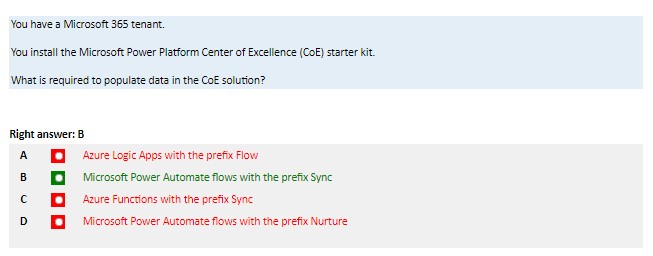 You have a Microsoft 365 tenant.
You install the Microsoft Power Platform Center of Excellence (CoE) starter kit.
What is required to populate data in the CoE solution?
Right answer: B
A Azure Logic Apps with the prefix Flow
B Microsoft Power Automate flows with the prefix Sync
C Azure Functions with the prefix Sync
D Microsoft Power Automate flows with the prefix Nurture